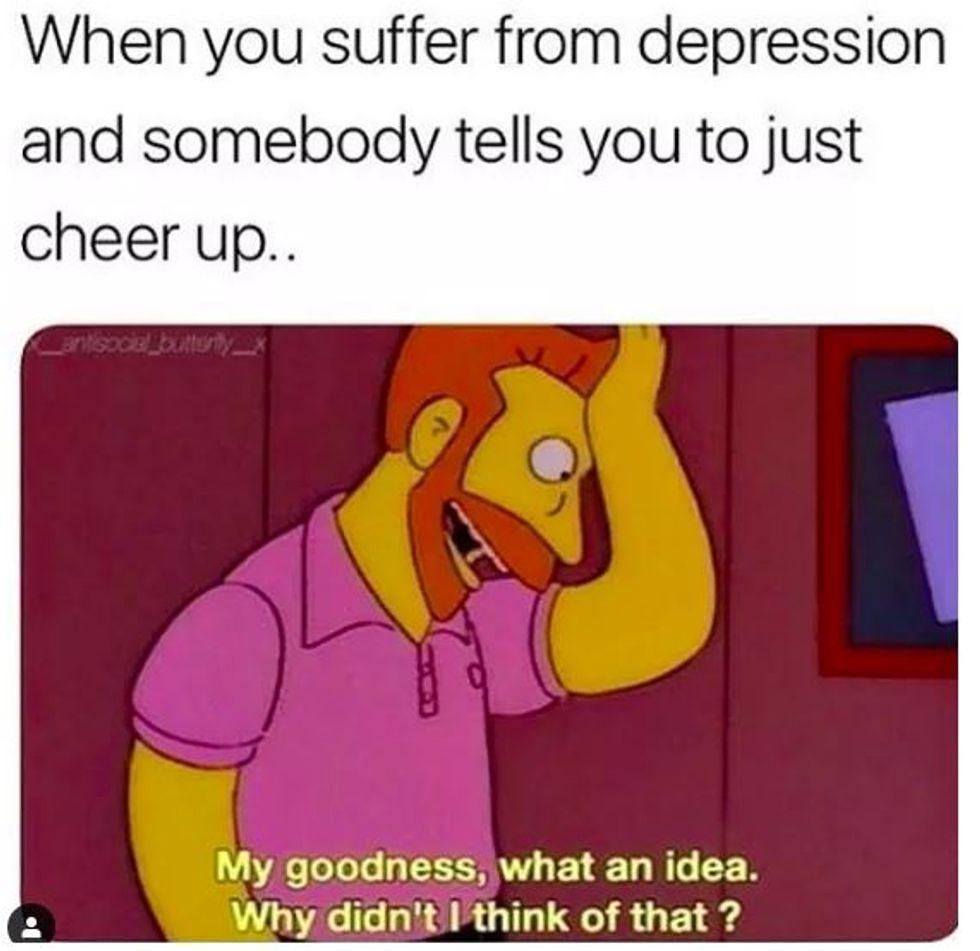 When you suffer from depression
and somebody tells you to just
cheer up..
x__antisocial_butterfly__x
My goodness, what an idea.
Why didn't I think of that ?